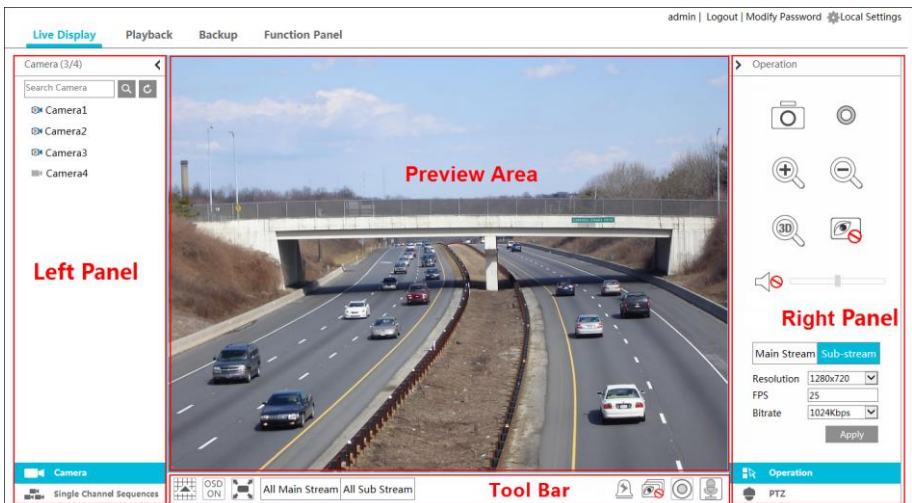 admin | Logout | Modify Password Local Settings
Live Display Playback Backup Function Panel
Camera (3/4)
Search Camera
Camera1
Camera2
Camera3
Camera4
Left Panel
Camera
Single Channel Sequences
Preview Area
OSD
ON
All Main Stream All Sub Stream
Tool Bar
Operation
3D
Right Panel
Main Stream Sub-stream
Resolution 1280x720
FPS 25
Bitrate 1024Kbps
Apply
Operation
PTZ